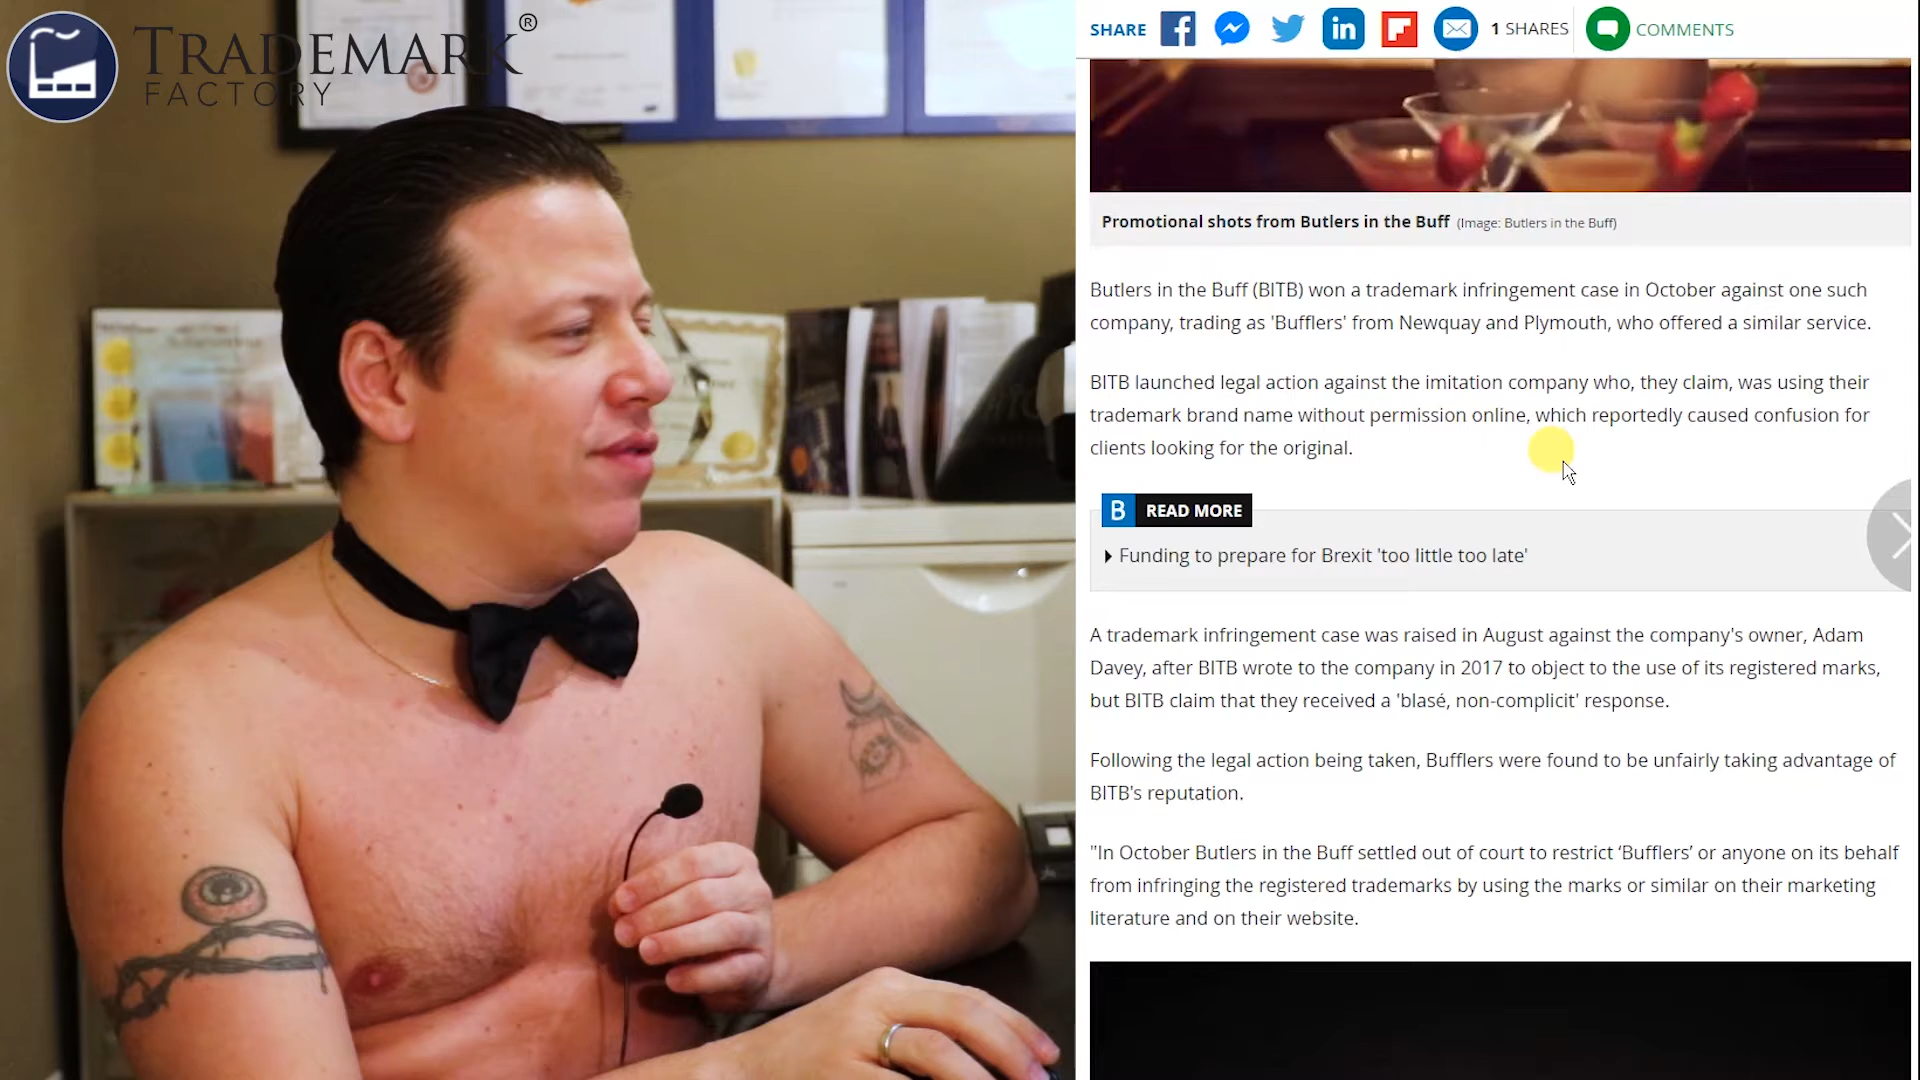 TRADEMARK®
FACTORY
SHARE 1 SHARES COMMENTS
Promotional shots from Butlers in the Buff (Image: Butlers in the Buff)
Butlers in the Buff (BITB) won a trademark infringement case in October against one such
company, trading as 'Bufflers' from Newquay and Plymouth, who offered a similar service.
BITB launched legal action against the imitation company who, they claim, was using their
trademark brand name without permission online, which reportedly caused confusion for
clients looking for the original.
B READ MORE
Funding to prepare for Brexit 'too little too late'
A trademark infringement case was raised in August against the company's owner, Adam
Davey, after BITB wrote to the company in 2017 to object to the use of its registered marks,
but BITB claim that they received a 'blasé, non-complicit' response.
Following the legal action being taken, Bufflers were found to be unfairly taking advantage of
BITB's reputation.
"In October Butlers in the Buff settled out of court to restrict ‘Bufflers’ or anyone on its behalf
from infringing the registered trademarks by using the marks or similar on their marketing
literature and on their website.